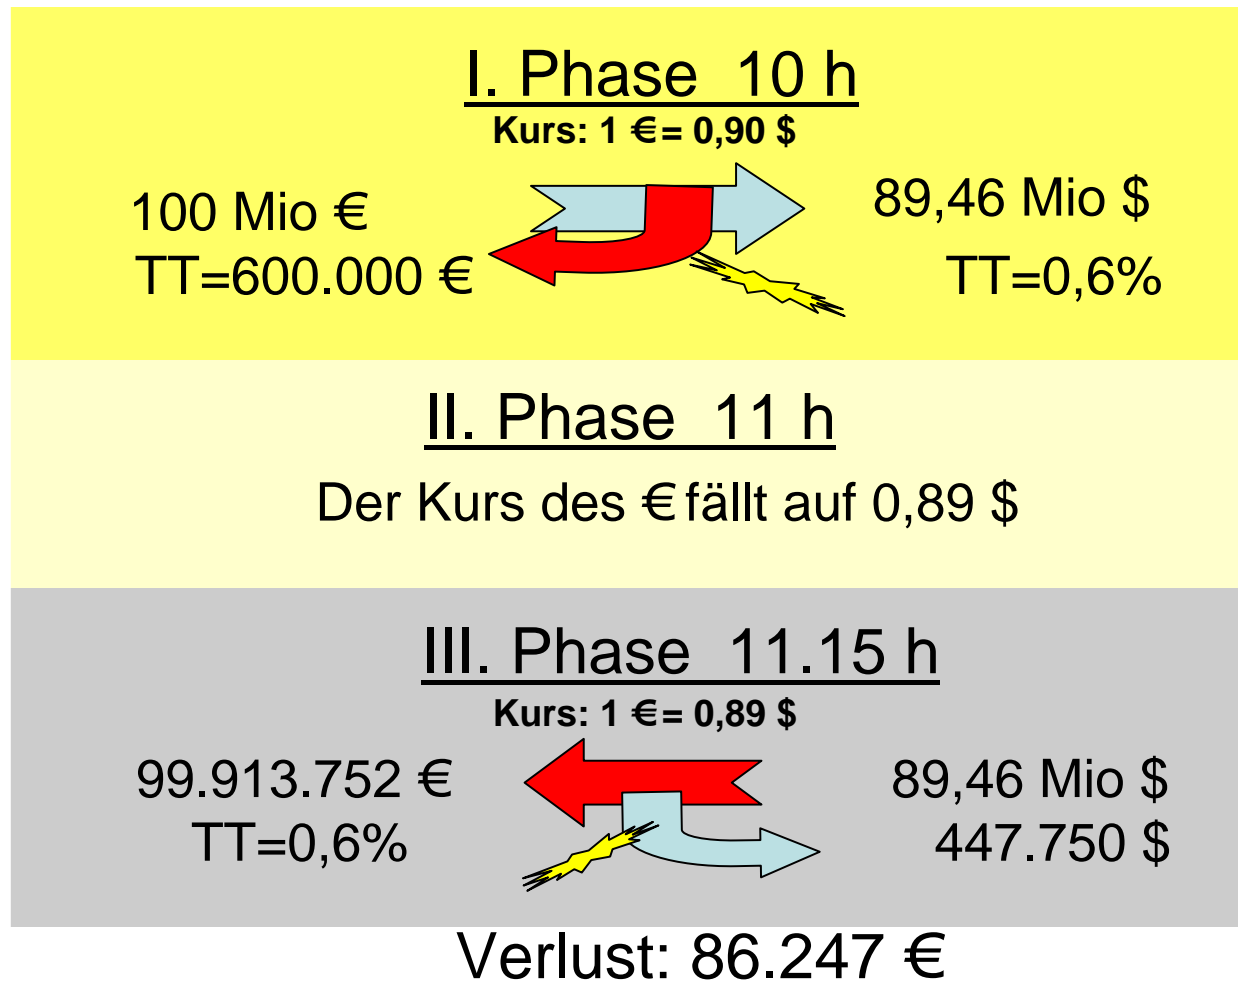 I. Phase 10 h
Kurs: 1 €= 0,90 $
100 Mio €
89,46 Mio $
TT=600.000 €
TT=0,6%
II. Phase 11 h
Der Kurs des € fällt auf 0,89 $
III. Phase 11.15 h
Kurs: 1 €= 0,89 $
99.913.752 €
89,46 Mio $
TT=0,6%
447.750 $
Verlust: 86.247 €